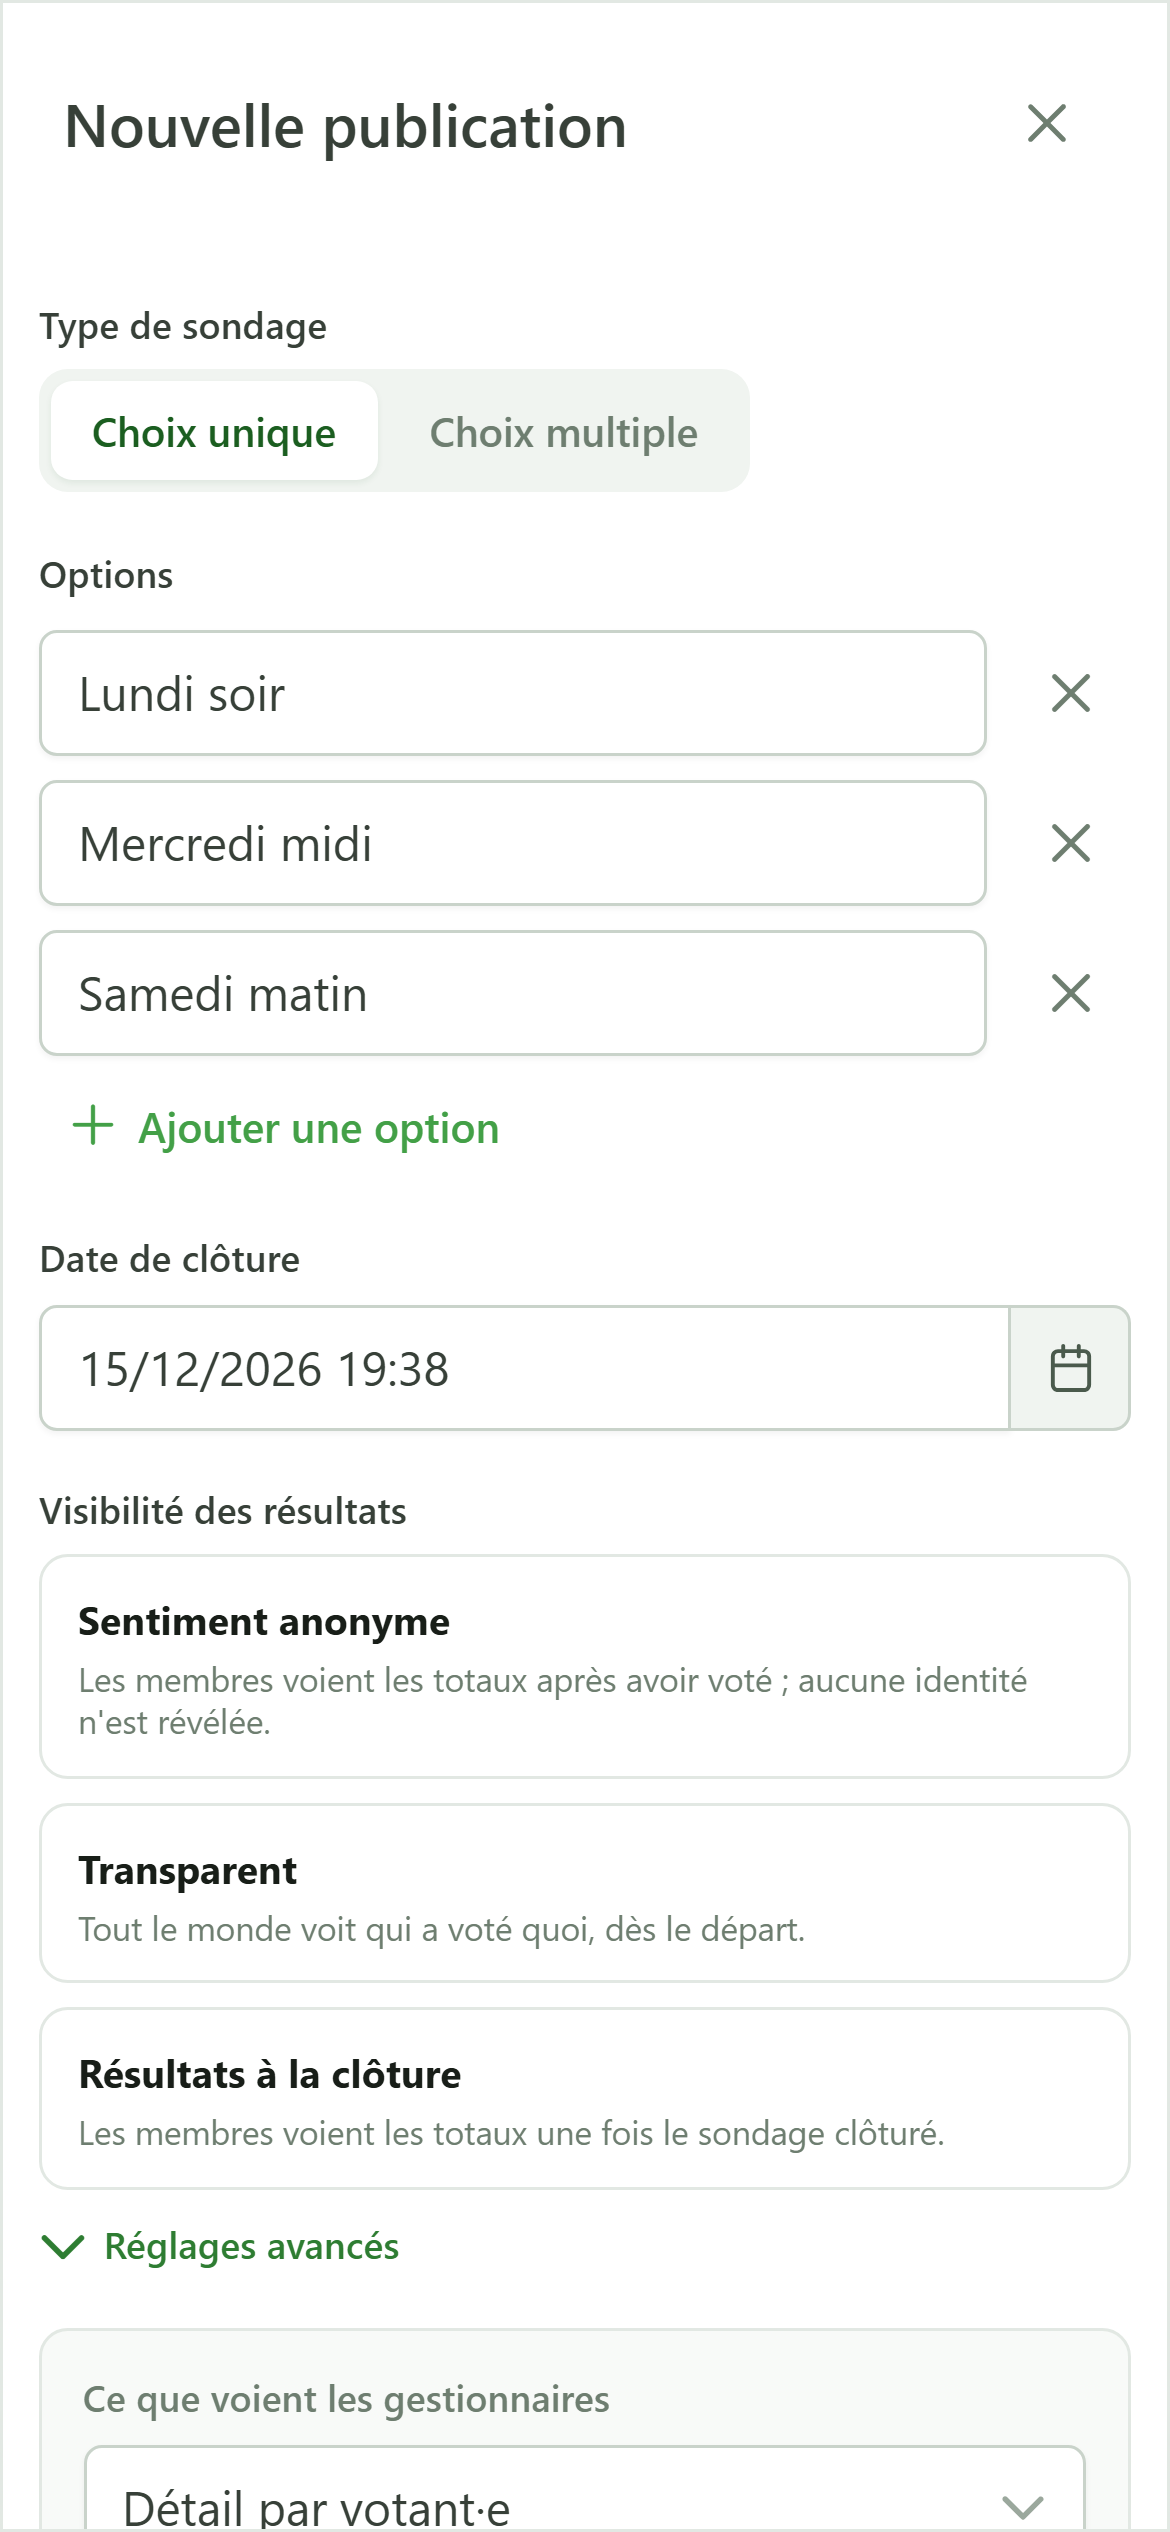 Nouvelle publication
Type de sondage
Choix unique
Choix multiple
Options
Lundi soir
Mercredi midi
Samedi matin
Ajouter une option
Date de clôture
15/12/2026 19:38
Visibilité des résultats
Sentiment anonyme
Les membres voient les totaux après avoir voté ; aucune identité
n'est révélée.
Transparent
Tout le monde voit qui a voté quoi, dès le départ.
Résultats à la clôture
Les membres voient les totaux une fois le sondage clôturé.
Réglages avancés
Ce que voient les gestionnaires
Détail par votant·e